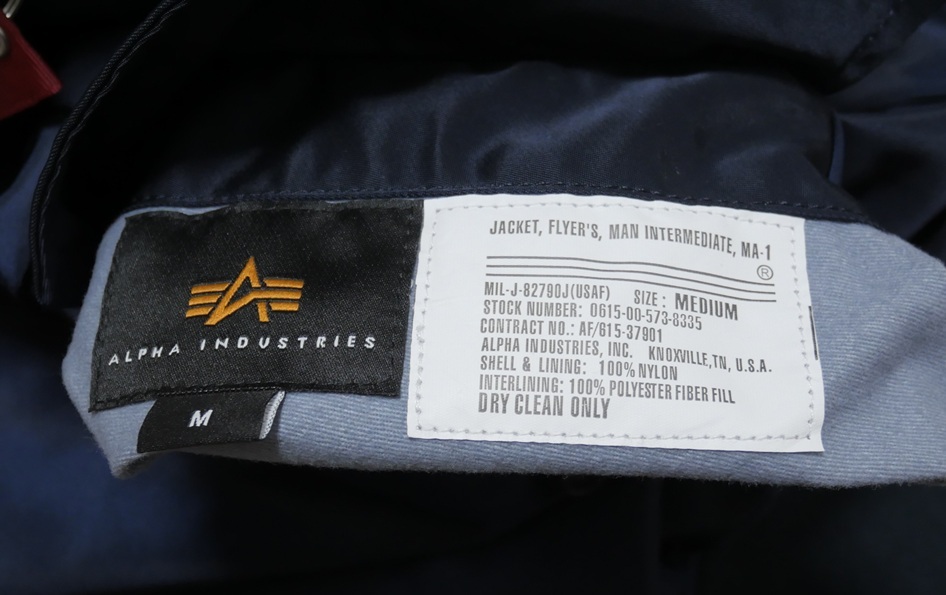 ALPHA INDUSTRIES
M
JACKET, FLYER'S, MAN INTERMEDIATE, MA-1
®
MIL-J-82790J(USAF) SIZE: MEDIUM
STOCK NUMBER: 0615-00-573-8335
CONTRACT NO.: AF/615-37901
ALPHA INDUSTRIES, INC. KNOXVILLE,TN, U.S.A.
SHELL & LINING: 100% NYLON
INTERLINING: 100% POLYESTER FIBER FILL
DRY CLEAN ONLY